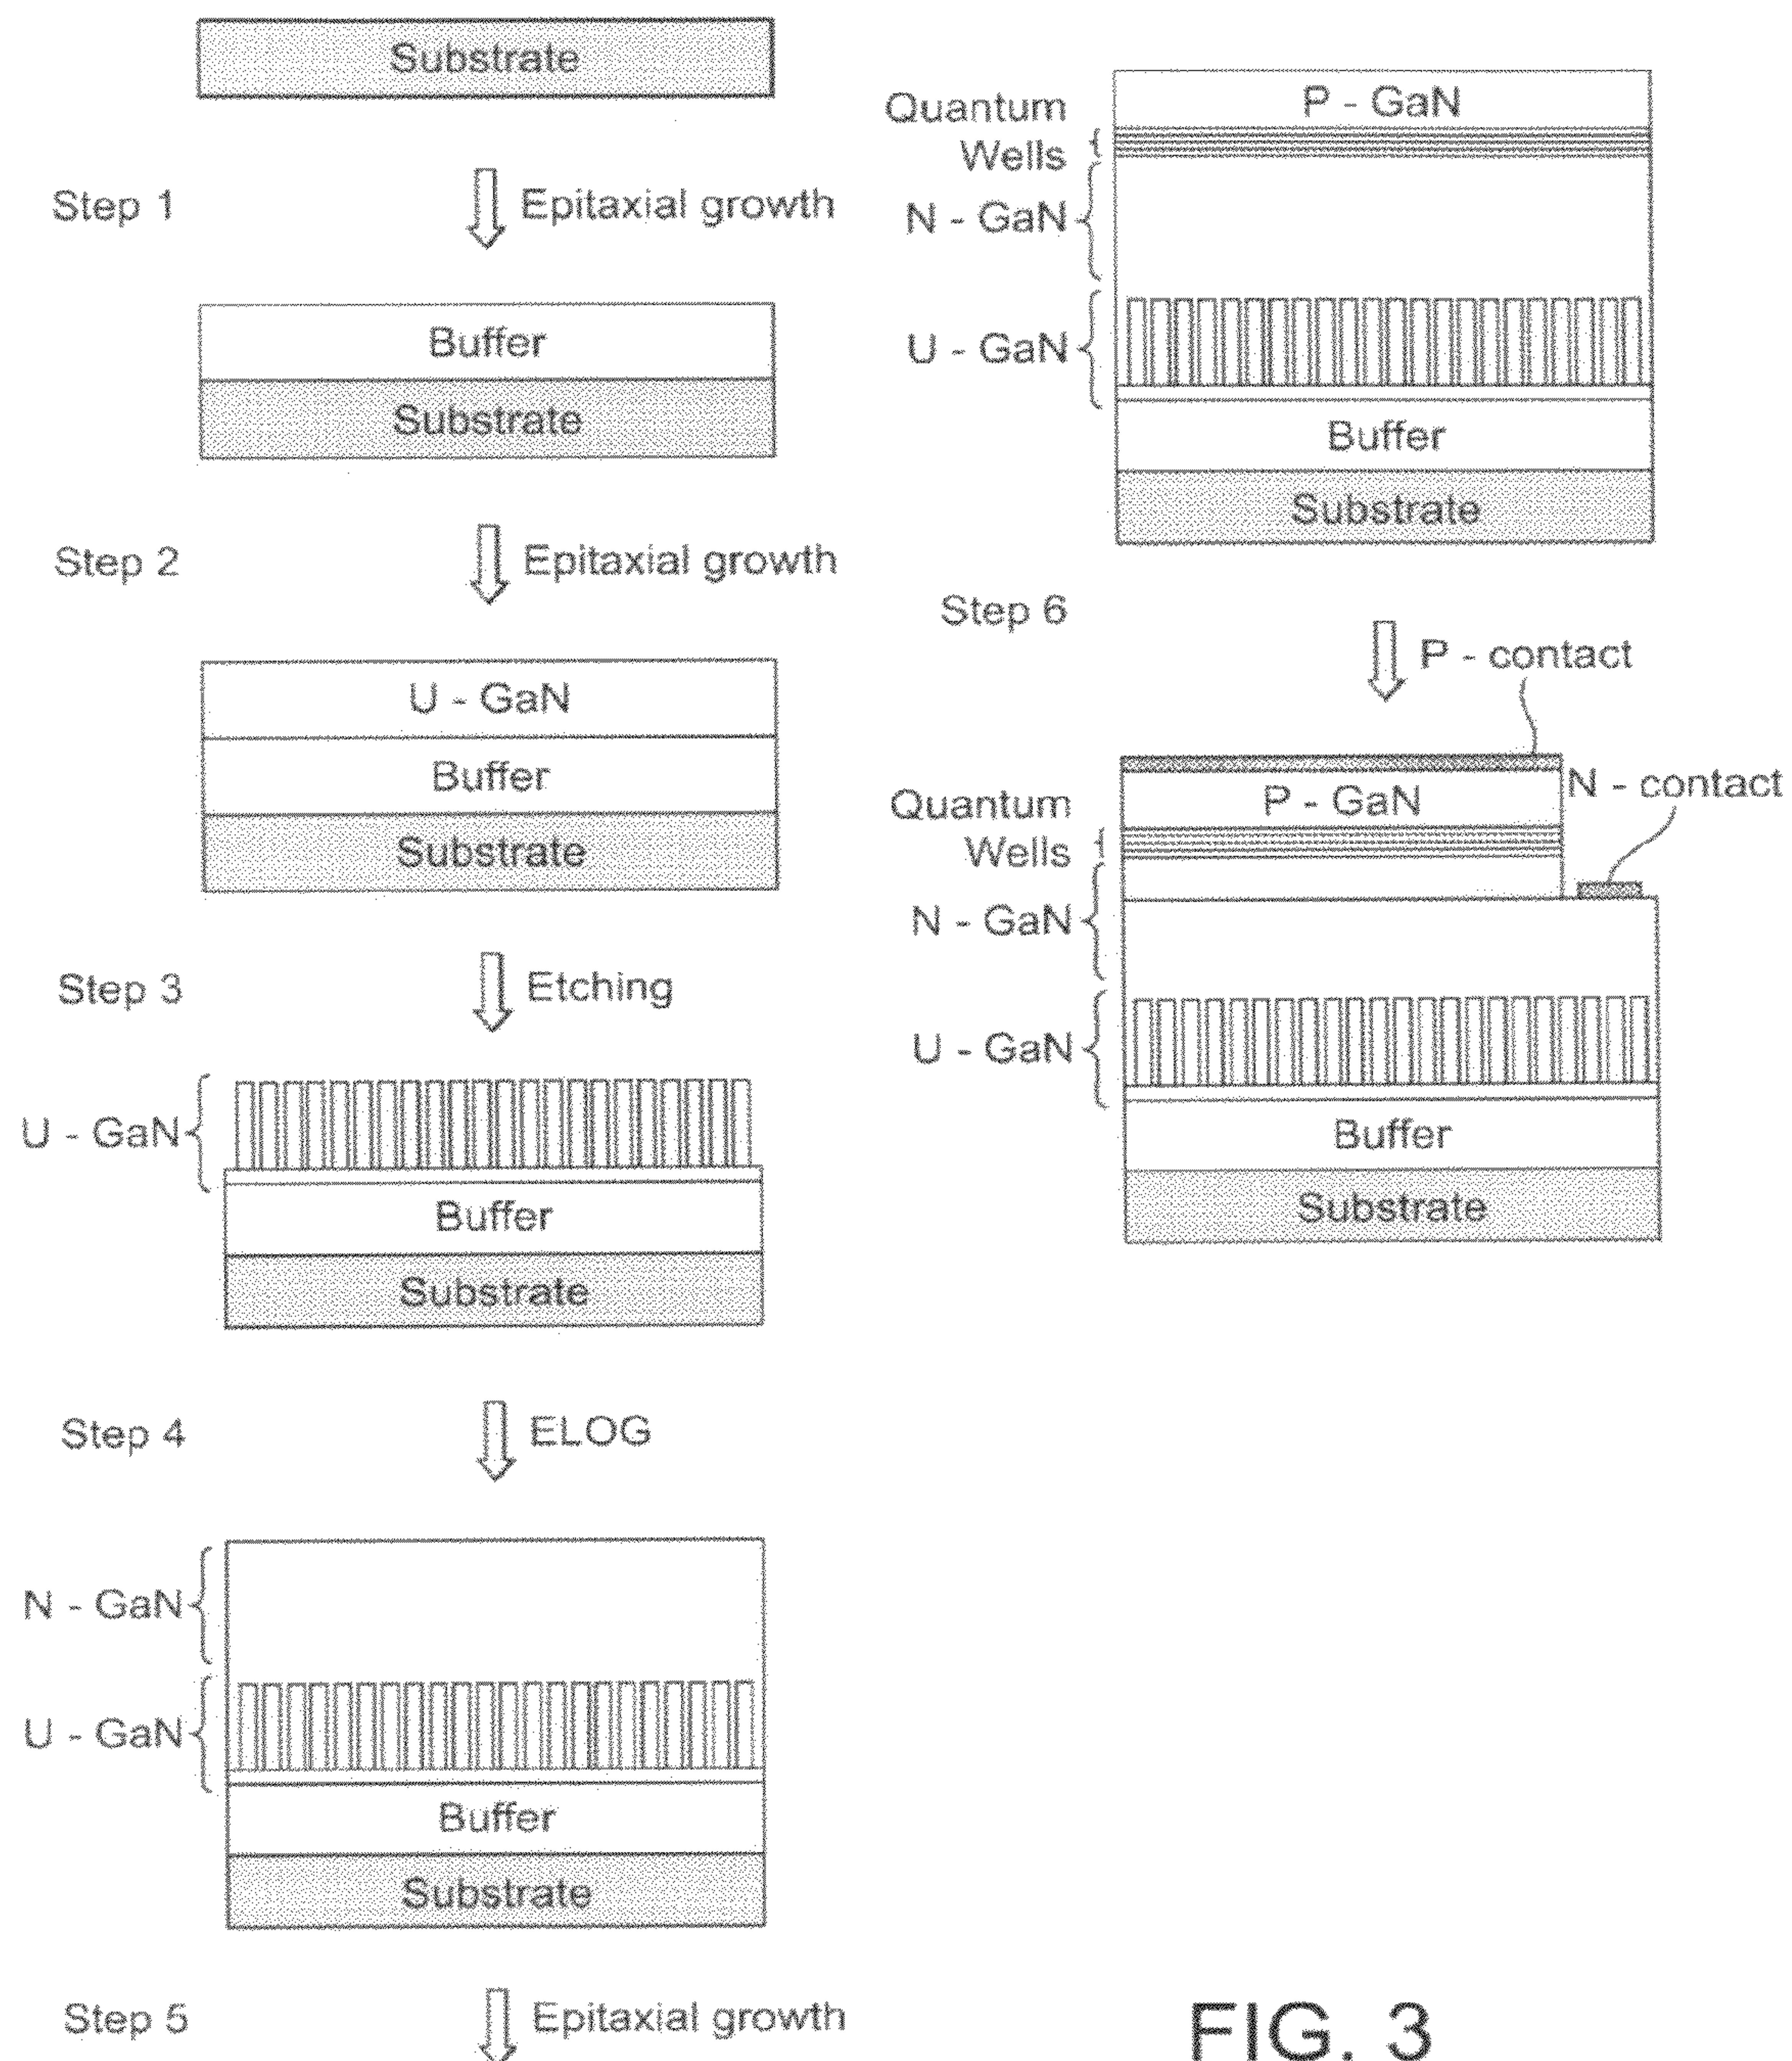 Substrate
Step 1
Epitaxial growth
Buffer
Substrate
Step 2
Epitaxial growth
U - GaN
Buffer
Substrate
Step 3
Etching
U - GaN
Buffer
Substrate
Step 4
ELOG
N - GaN
U - GaN
Buffer
Substrate
Step 5
Epitaxial growth
P - GaN
Quantum
Wells
N - GaN
U - GaN
Buffer
Substrate
Step 6
P - contact
N - contact
P - GaN
Quantum
Wells
N - GaN
U - GaN
Buffer
Substrate
FIG. 3